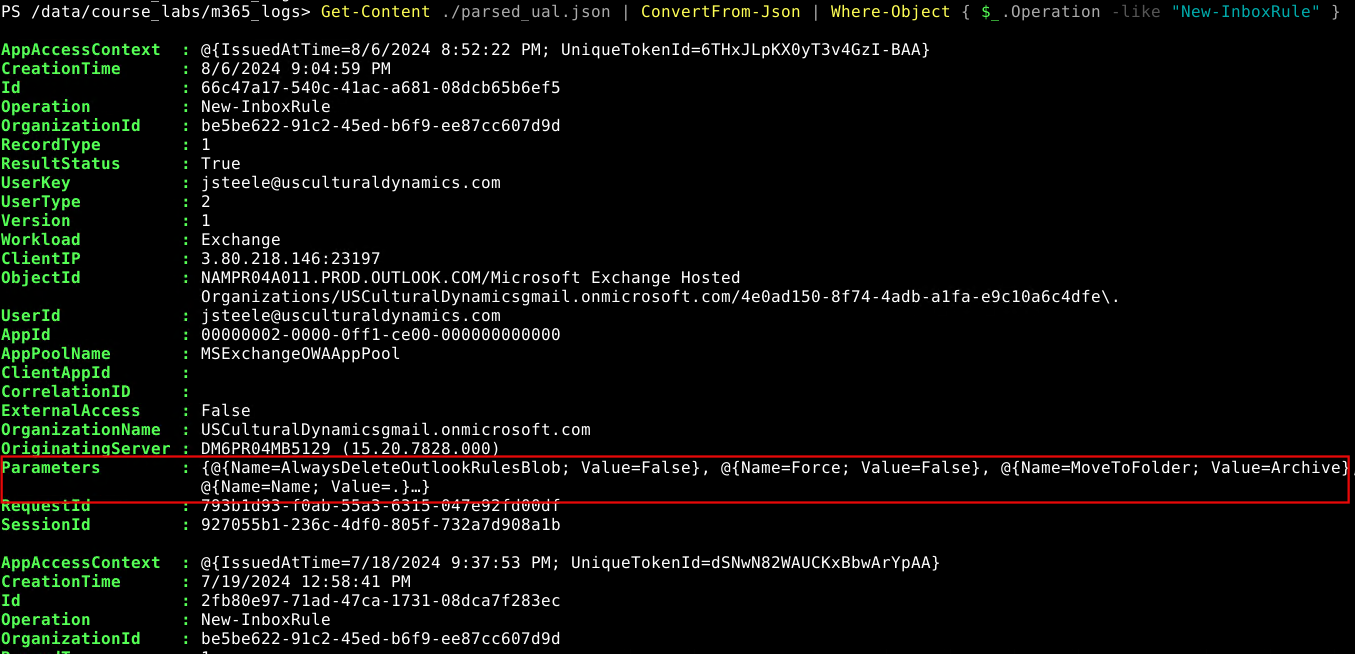 PS /data/course_labs/m365_logs> Get-Content ./parsed_ual.json | ConvertFrom-Json | Where-Object { $_.Operation -like "New-InboxRule" }
AppAccessContext : @{IssuedAtTime=8/6/2024 8:52:22 PM; UniqueTokenId=6THxJLpKX0yT3v4GzI-BAA}
CreationTime : 8/6/2024 9:04:59 PM
Id : 66c47a17-540c-41ac-a681-08dcb65b6ef5
Operation : New-InboxRule
OrganizationId : be5be622-91c2-45ed-b6f9-ee87cc607d9d
RecordType : 1
ResultStatus : True
UserKey : jsteele@usculturaldynamics.com
UserType : 2
Version : 1
Workload : Exchange
ClientIP : 3.80.218.146:23197
ObjectId : NAMPR04A011.PROD.OUTLOOK.COM/Microsoft Exchange Hosted
Organizations/USCulturalDynamicsgmail.onmicrosoft.com/4e0ad150-8f74-4adb-a1fa-e9c10a6c4dfe\.
UserId : jsteele@usculturaldynamics.com
AppId : 00000002-0000-0ff1-ce00-000000000000
AppPoolName : MSExchangeOWAAppPool
ClientAppId :
CorrelationID :
ExternalAccess : False
OrganizationName : USCulturalDynamicsgmail.onmicrosoft.com
OriginatingServer : DM6PR04MB5129 (15.20.7828.000)
Parameters : {@{Name=AlwaysDeleteOutlookRulesBlob; Value=False}, @{Name=Force; Value=False}, @{Name=MoveToFolder; Value=Archive},
@{Name=Name; Value=.}…}
RequestId : 793b1d93-f0ab-55a3-6315-047e92fd00df
SessionId : 927055b1-236c-4df0-805f-732a7d908a1b
AppAccessContext : @{IssuedAtTime=7/18/2024 9:37:53 PM; UniqueTokenId=dSNwN82WAUCKxBbwArYpAA}
CreationTime : 7/19/2024 12:58:41 PM
Id : 2fb80e97-71ad-47ca-1731-08dca7f283ec
Operation : New-InboxRule
OrganizationId : be5be622-91c2-45ed-b6f9-ee87cc607d9d